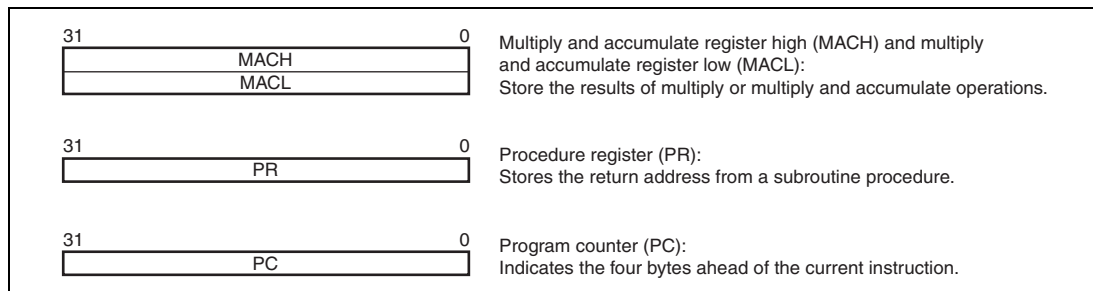 31 0
MACH
MACL
Multiply and accumulate register high (MACH) and multiply
and accumulate register low (MACL):
Store the results of multiply or multiply and accumulate operations.
31 0
PR
Procedure register (PR):
Stores the return address from a subroutine procedure.
31 0
PC
Program counter (PC):
Indicates the four bytes ahead of the current instruction.